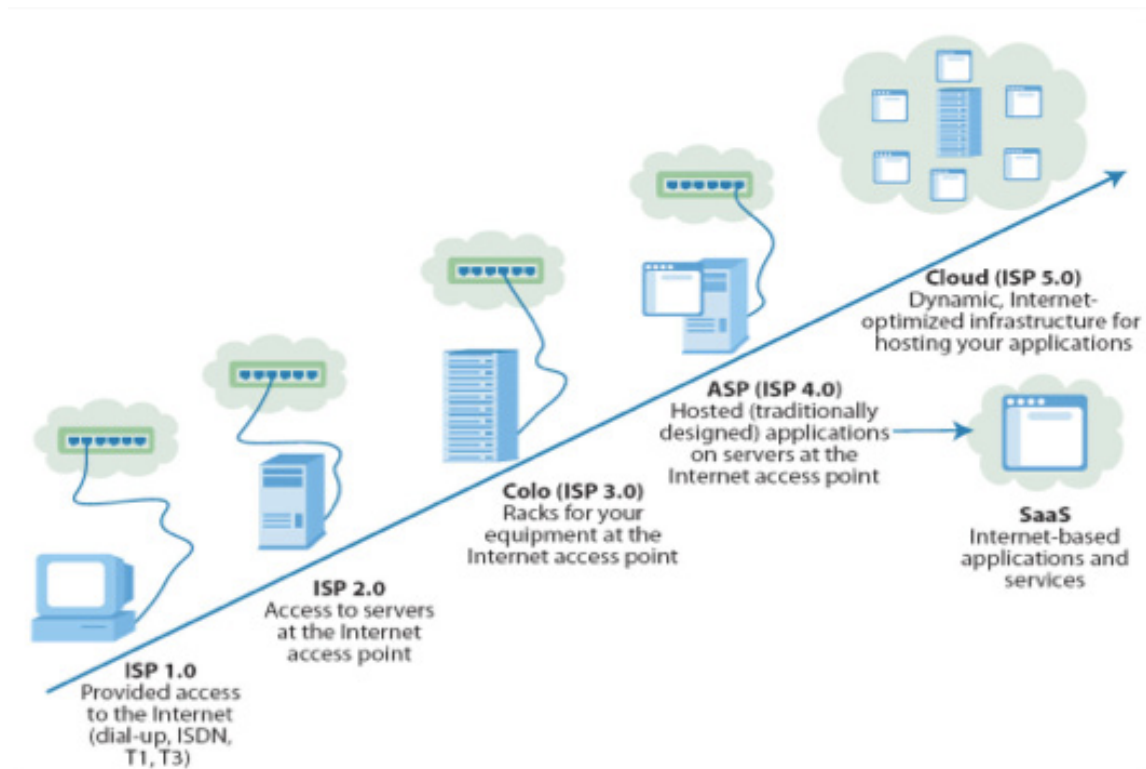 ISP 1.0
Provided access
to the Internet
(dial-up, ISDN,
T1, T3)
ISP 2.0
Access to servers
at the Internet
access point
Colo (ISP 3.0)
Racks for your
equipment at the
Internet access point
ASP (ISP 4.0)
Hosted (traditionally
designed) applications
on servers at the
Internet access point
Cloud (ISP 5.0)
Dynamic, Internet-
optimized infrastructure for
hosting your applications
SaaS
Internet-based
applications and
services